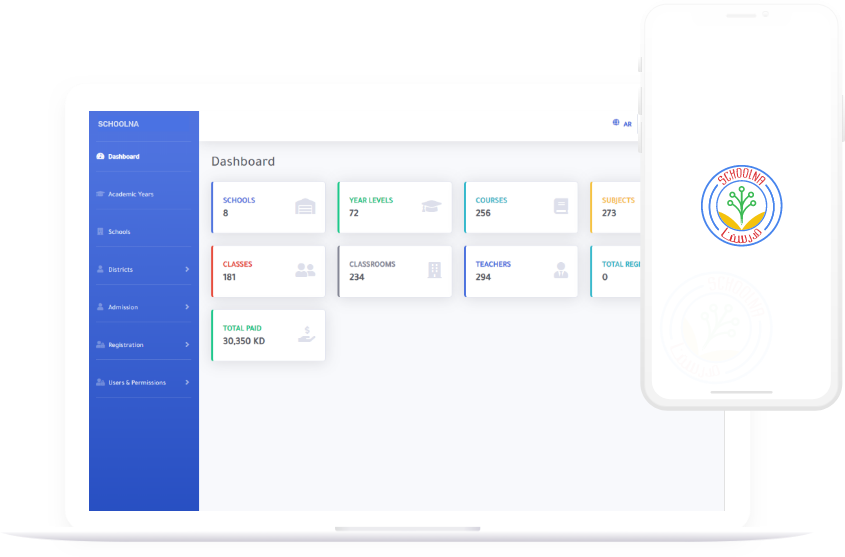 SCHOOLNA
AR
Dashboard
Academic Years
Schools
Districts
Admission
Registration
Users & Permissions
Dashboard
SCHOOLS
8
YEAR LEVELS
72
COURSES
256
SUBJECTS
273
CLASSES
181
CLASSROOMS
234
TEACHERS
294
TOTAL REGI
0
TOTAL PAID
30,350 KD
SCHOOLNA